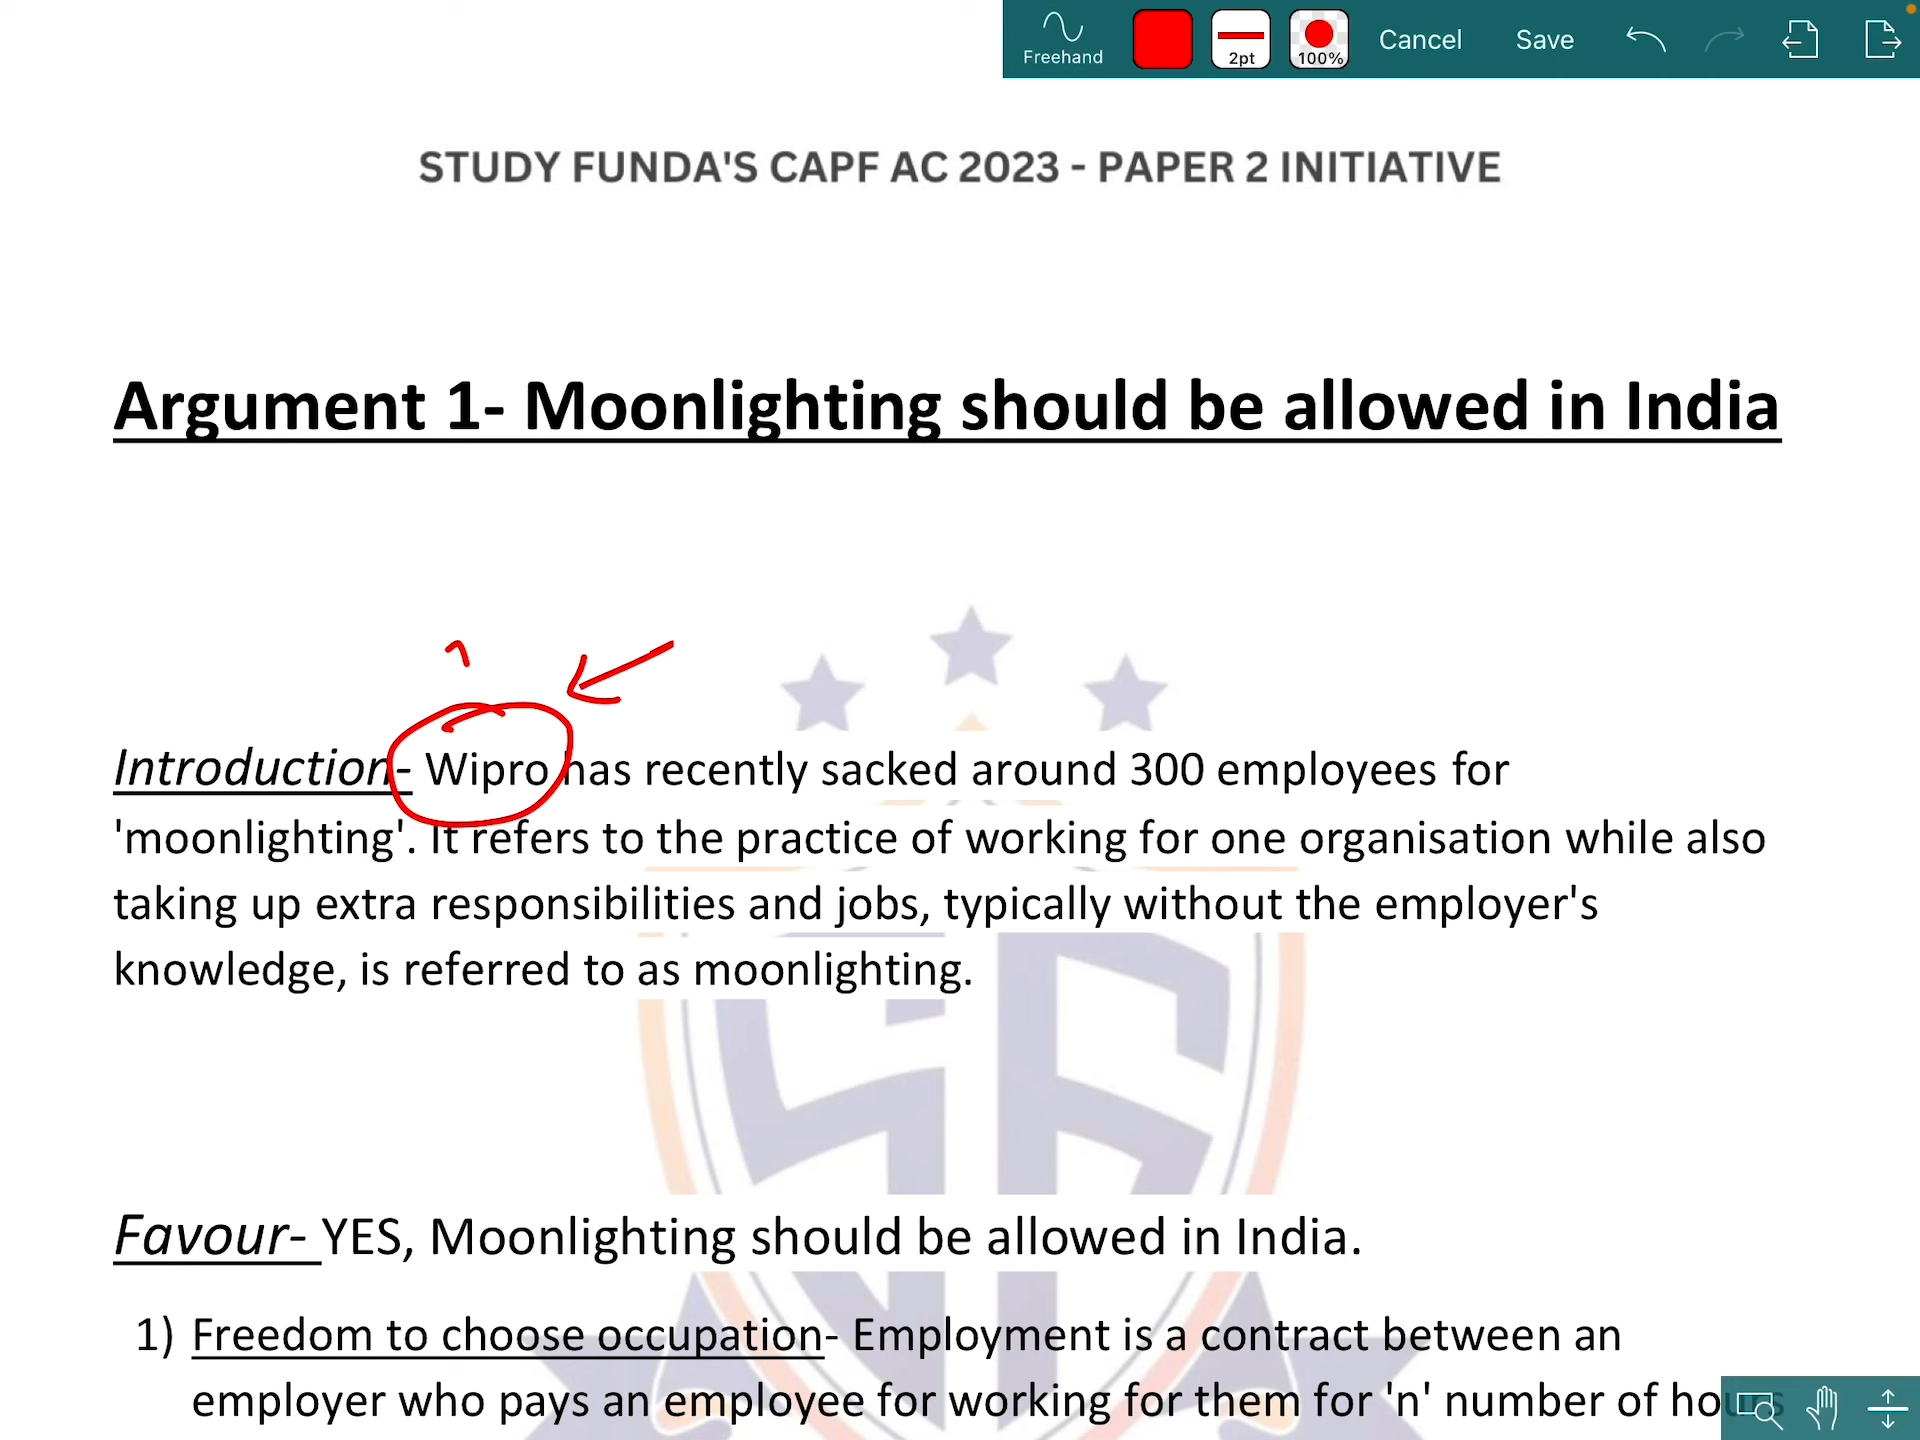 Freehand
2pt
100%
Cancel
Save
STUDY FUNDA'S CAPF AC 2023 - PAPER 2 INITIATIVE
Argument 1- Moonlighting should be allowed in India
Introduction- Wipro has recently sacked around 300 employees for
'moonlighting'. It refers to the practice of working for one organisation while also
taking up extra responsibilities and jobs, typically without the employer's
knowledge, is referred to as moonlighting.
Favour- YES, Moonlighting should be allowed in India.
1) Freedom to choose occupation- Employment is a contract between an
employer who pays an employee for working for them for 'n' number of hours